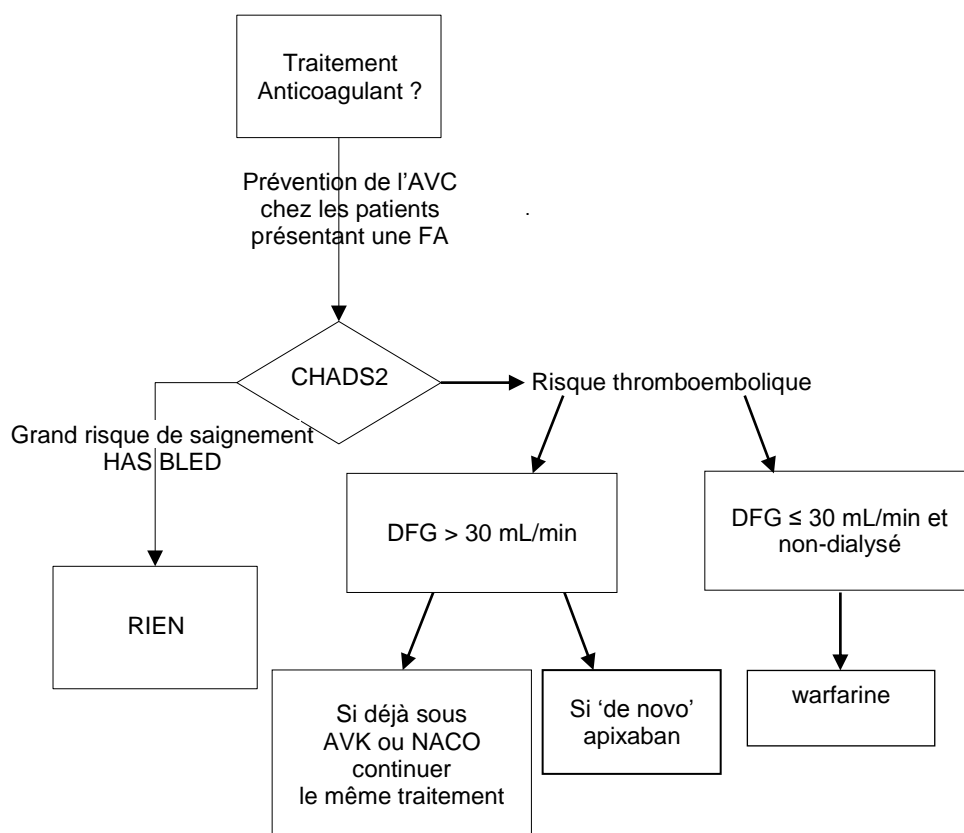 Traitement
Anticoagulant ?
Prévention de l’AVC
chez les patients
présentant une FA
.
CHADS2
Risque thromboembolique
Grand risque de saignement
HAS BLED
DFG > 30 mL/min
DFG ≤ 30 mL/min et
non-dialysé
RIEN
Si déjà sous
AVK ou NACO
continuer
le même traitement
Si ‘de novo’
apixaban
warfarine